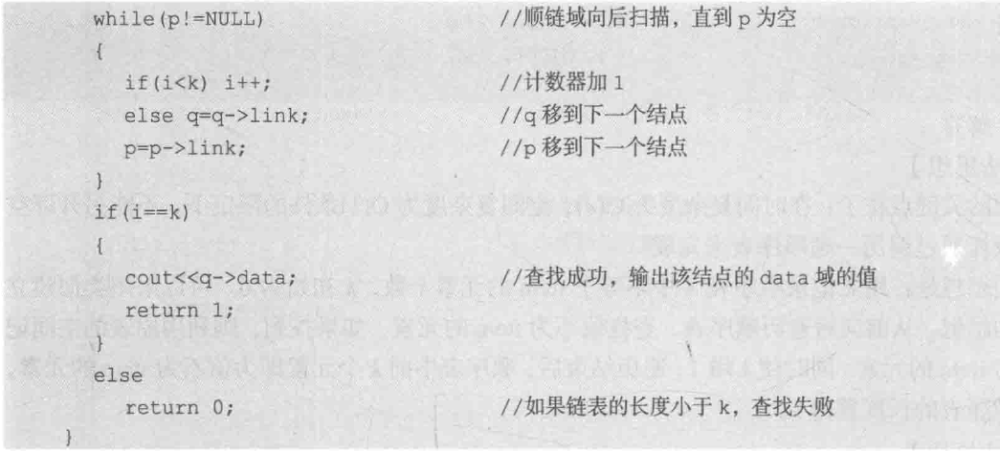 while(p!=NULL) //顺链域向后扫描，直到 p 为空
{
if(i<k) i++; //计数器加 1
else q=q->link; //q 移到下一个结点
p=p->link; //p 移到下一个结点
}
if(i==k)
{
cout<<q->data; //查找成功，输出该结点的 data 域的值
return 1;
}
else
return 0; //如果链表的长度小于 k，查找失败
}